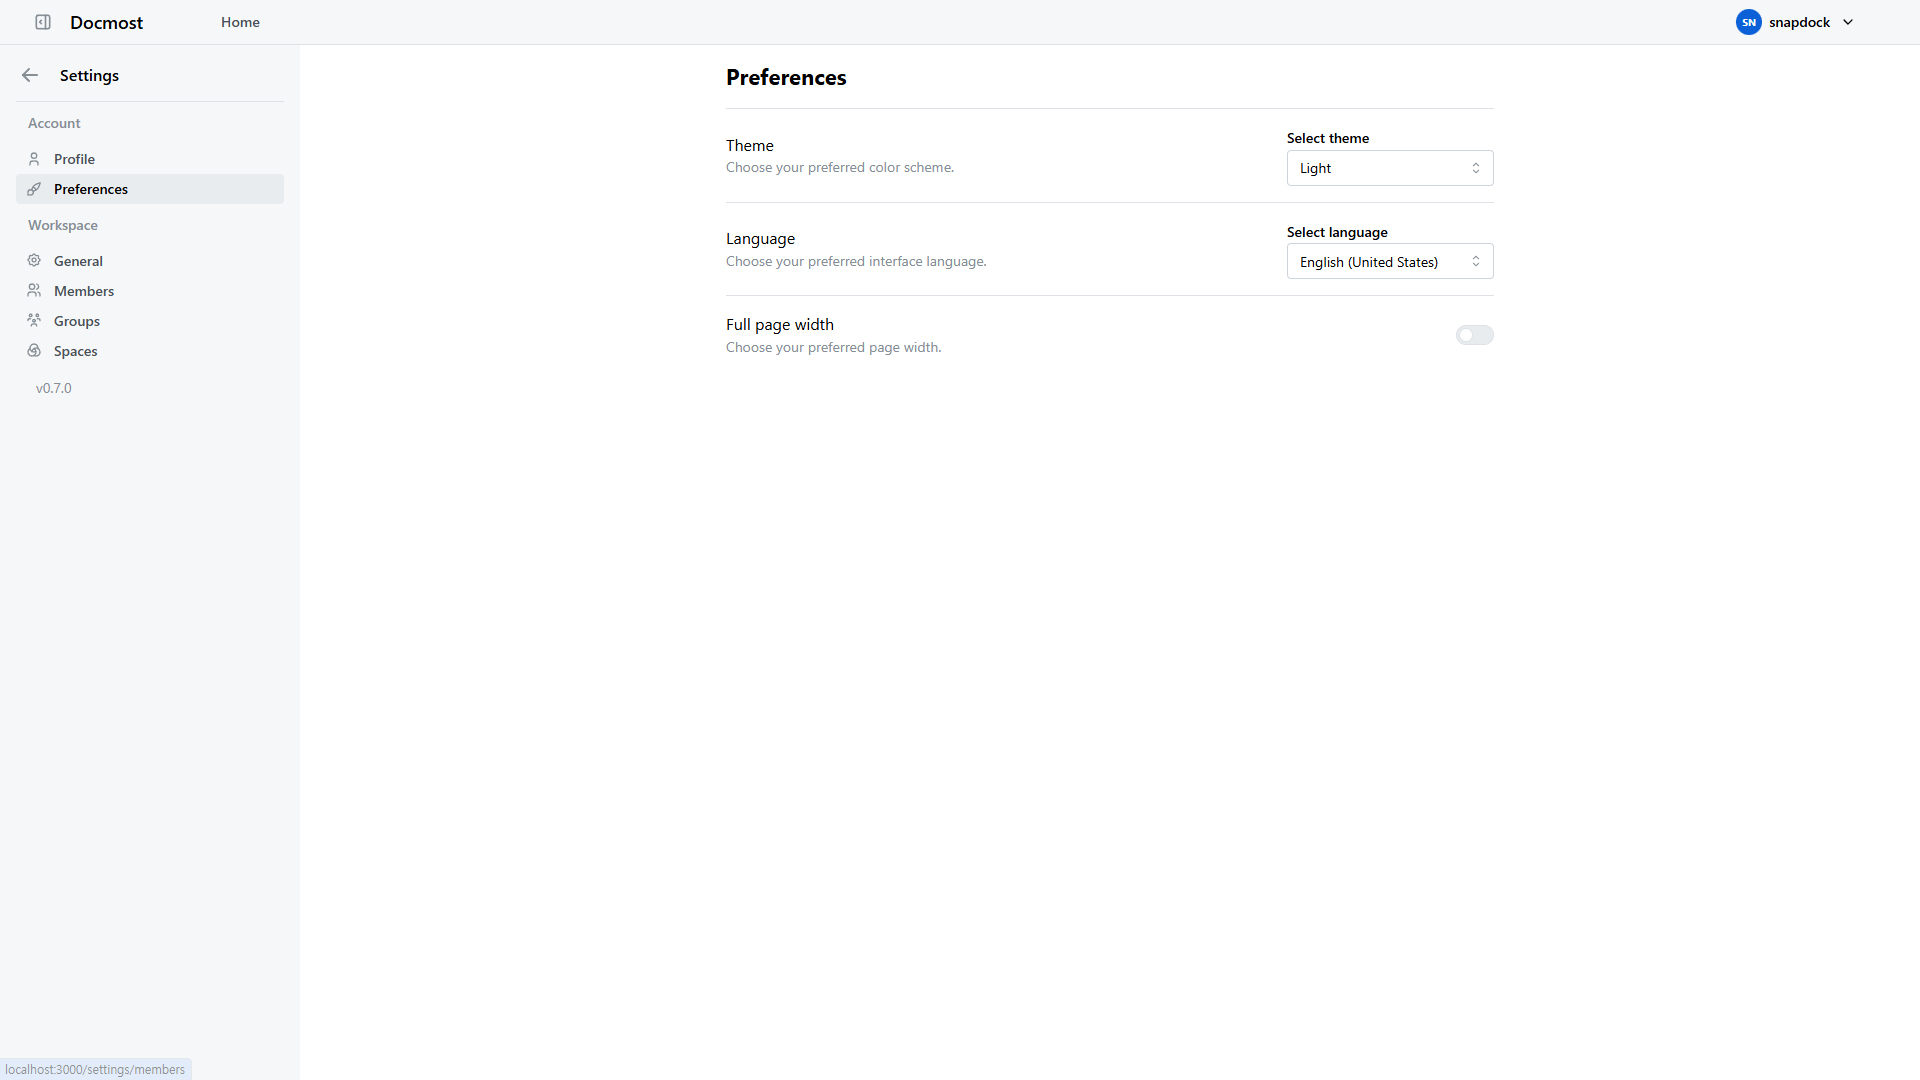 Docmost
Home
SN snapdock
Settings
Account
Profile
Preferences
Workspace
General
Members
Groups
Spaces
v0.7.0
Preferences
Theme
Choose your preferred color scheme.
Select theme
Light
Language
Choose your preferred interface language.
Select language
English (United States)
Full page width
Choose your preferred page width.
localhost:3000/settings/members